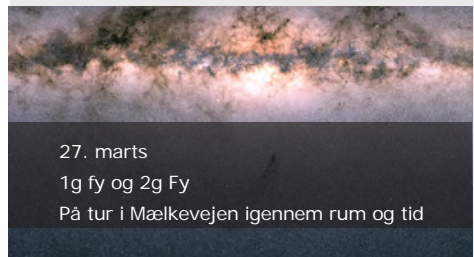 27. marts
1g fy og 2g Fy
På tur i Mælkevejen igennem rum og tid